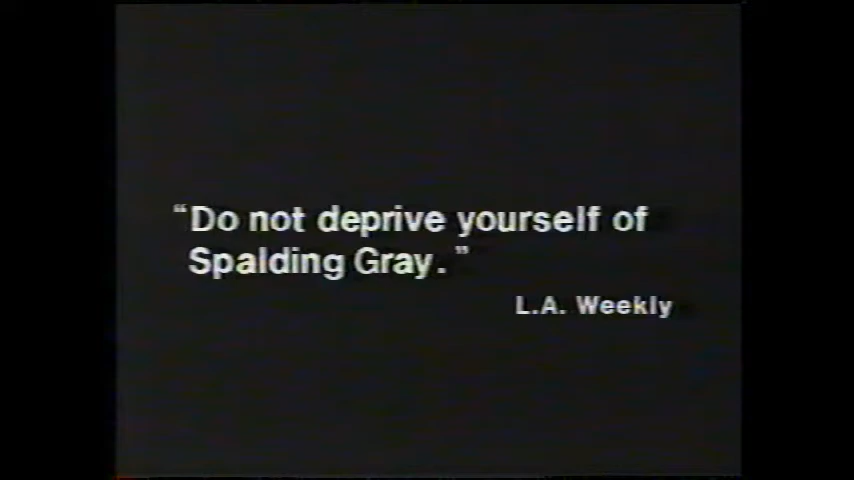 “Do not deprive yourself of
Spalding Gray.”
L.A. Weekly